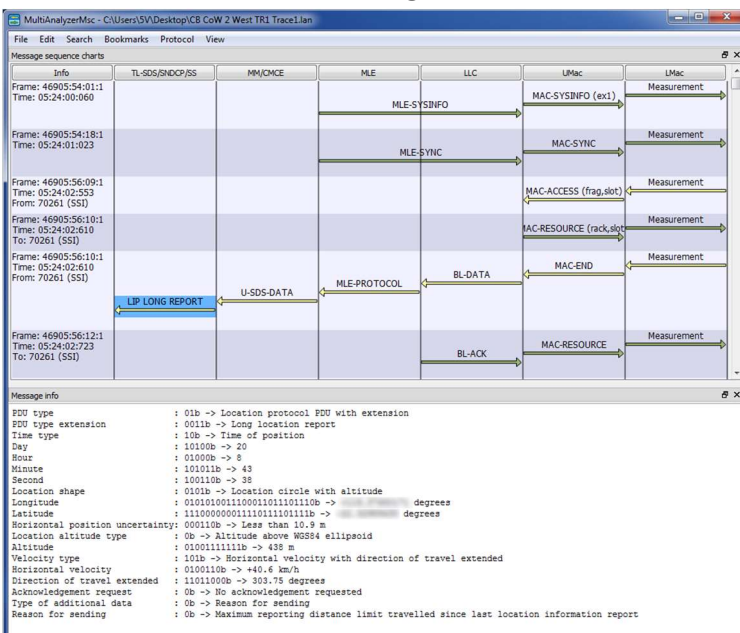 MultiAnalyzerMsc - C:\Users\5V\Desktop\CB CoW 2 West TR1 Trace1.lan
File Edit Search Bookmarks Protocol View
Message sequence charts
Info TL-SDS/SNDCP/SS MM/CMCE MLE LLC UMac LMac
Frame: 46905:54:01:1
Time: 05:24:00:060
MLE-SYSINFO MAC-SYSINFO (ex1) Measurement
Frame: 46905:54:18:1
Time: 05:24:01:023
MLE-SYNC MAC-SYNC Measurement
Frame: 46905:56:09:1
Time: 05:24:02:553
From: 70261 (SSI)
MAC-ACCESS (frag,slot) Measurement
Frame: 46905:56:10:1
Time: 05:24:02:610
To: 70261 (SSI)
MAC-RESOURCE (rack,slot Measurement
Frame: 46905:56:10:1
Time: 05:24:02:610
From: 70261 (SSI)
LIP LONG REPORT U-SDS-DATA MLE-PROTOCOL BL-DATA MAC-END Measurement
Frame: 46905:56:12:1
Time: 05:24:02:723
To: 70261 (SSI)
BL-ACK MAC-RESOURCE Measurement
Message info
PDU type : 01b -> Location protocol PDU with extension
PDU type extension : 0011b -> Long location report
Time type : 10b -> Time of position
Day : 10100b -> 20
Hour : 01000b -> 8
Minute : 101011b -> 43
Second : 100110b -> 38
Location shape : 0101b -> Location circle with altitude
Longitude : -> degrees
Latitude : -> degrees
Horizontal position uncertainty: 000110b -> Less than 10.9 m
Location altitude type : 0b -> Altitude above WGS84 ellipsoid
Altitude : -> 438 m
Velocity type : 101b -> Horizontal velocity with direction of travel extended
Horizontal velocity : 0100110b -> +40.6 km/h
Direction of travel extended : 11011000b -> 303.75 degrees
Acknowledgement request : 0b -> No acknowledgement requested
Type of additional data : 0b -> Reason for sending
Reason for sending : 0b -> Maximum reporting distance limit travelled since last location information report